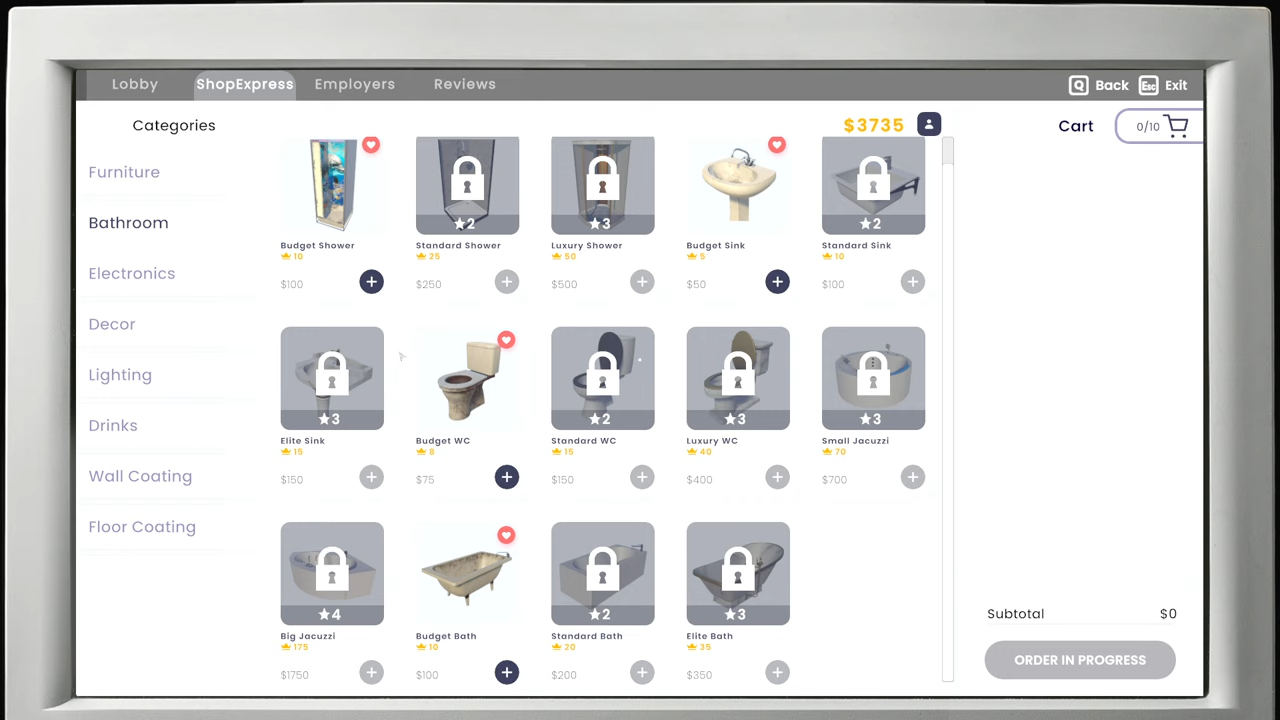 Lobby ShopExpress Employers Reviews Q Back Esc Exit
Categories $3735 Cart 0/10
Furniture
Bathroom
Electronics
Decor
Lighting
Drinks
Wall Coating
Floor Coating
2 3 2
Budget Shower Standard Shower Luxury Shower Budget Sink Standard Sink
10 25 50 5 10
$100 $250 $500 $50 $100
3 2 3 3
Elite Sink Budget WC Standard WC Luxury WC Small Jacuzzi
15 8 15 40 70
$150 $75 $150 $400 $700
4 2 3
Big Jacuzzi Budget Bath Standard Bath Elite Bath
175 10 20 35
$1750 $100 $200 $350
Subtotal $0
ORDER IN PROGRESS